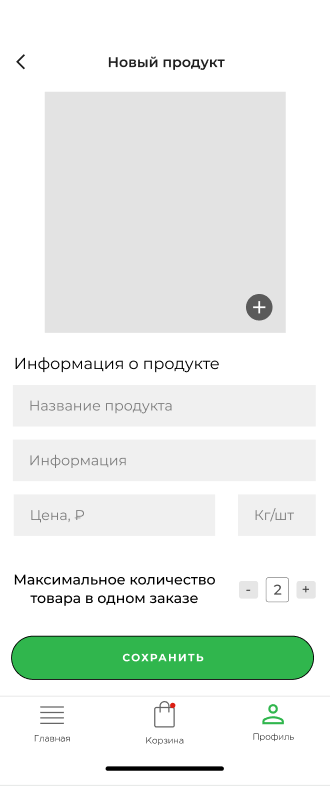 Новый продукт
Информация о продукте
Название продукта
Информация
Цена, ₽
Кг/шт
Максимальное количество
товара в одном заказе
- 2 +
СОХРАНИТЬ
Главная
Корзина
Профиль